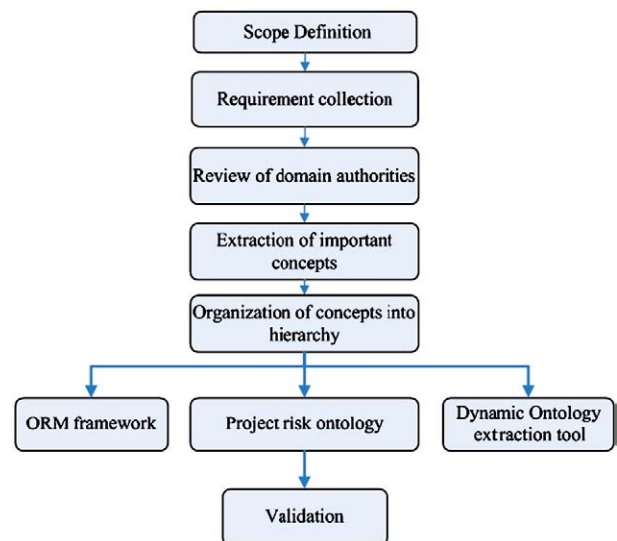 Scope Definition
Requirement collection
Review of domain authorities
Extraction of important
concepts
Organization of concepts into
hierarchy
ORM framework
Project risk ontology
Dynamic Ontology
extraction tool
Validation